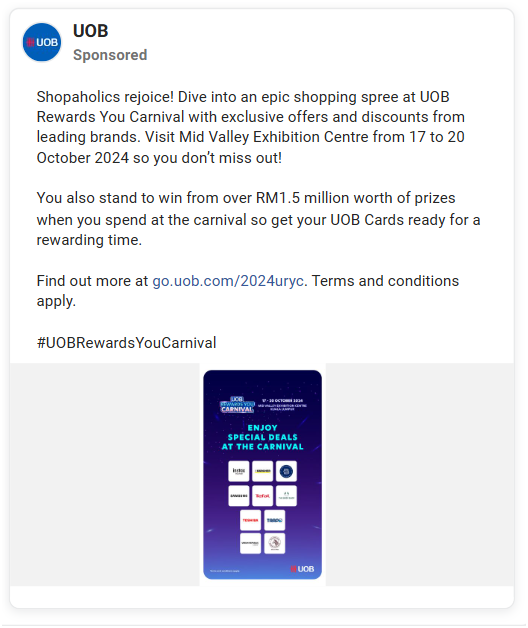 UOB
UOB
Sponsored
Shopaholics rejoice! Dive into an epic shopping spree at UOB
Rewards You Carnival with exclusive offers and discounts from
leading brands. Visit Mid Valley Exhibition Centre from 17 to 20
October 2024 so you don’t miss out!
You also stand to win from over RM1.5 million worth of prizes
when you spend at the carnival so get your UOB Cards ready for a
rewarding time.
Find out more at go.uob.com/2024uryc. Terms and conditions
apply.
#UOBRewardsYouCarnival
UOB
REWARDS YOU
CARNIVAL
17 - 20 OCTOBER 2024
MID VALLEY EXHIBITION CENTRE
KUALA LUMPUR
ENJOY
SPECIAL DEALS
AT THE CARNIVAL
SAMSUNG
Tefal
TOSHIBA
UOB